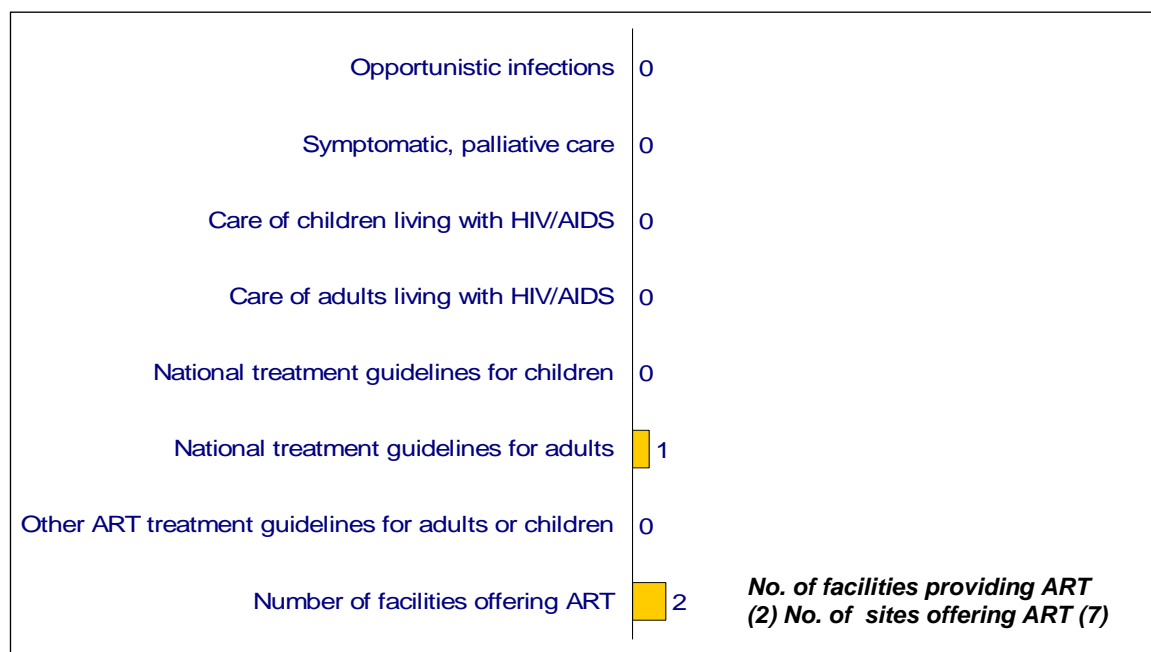 Opportunistic infections 0
Symptomatic, palliative care 0
Care of children living with HIV/AIDS 0
Care of adults living with HIV/AIDS 0
National treatment guidelines for children 0
National treatment guidelines for adults 1
Other ART treatment guidelines for adults or children 0
Number of facilities offering ART 2
No. of facilities providing ART
(2) No. of sites offering ART (7)